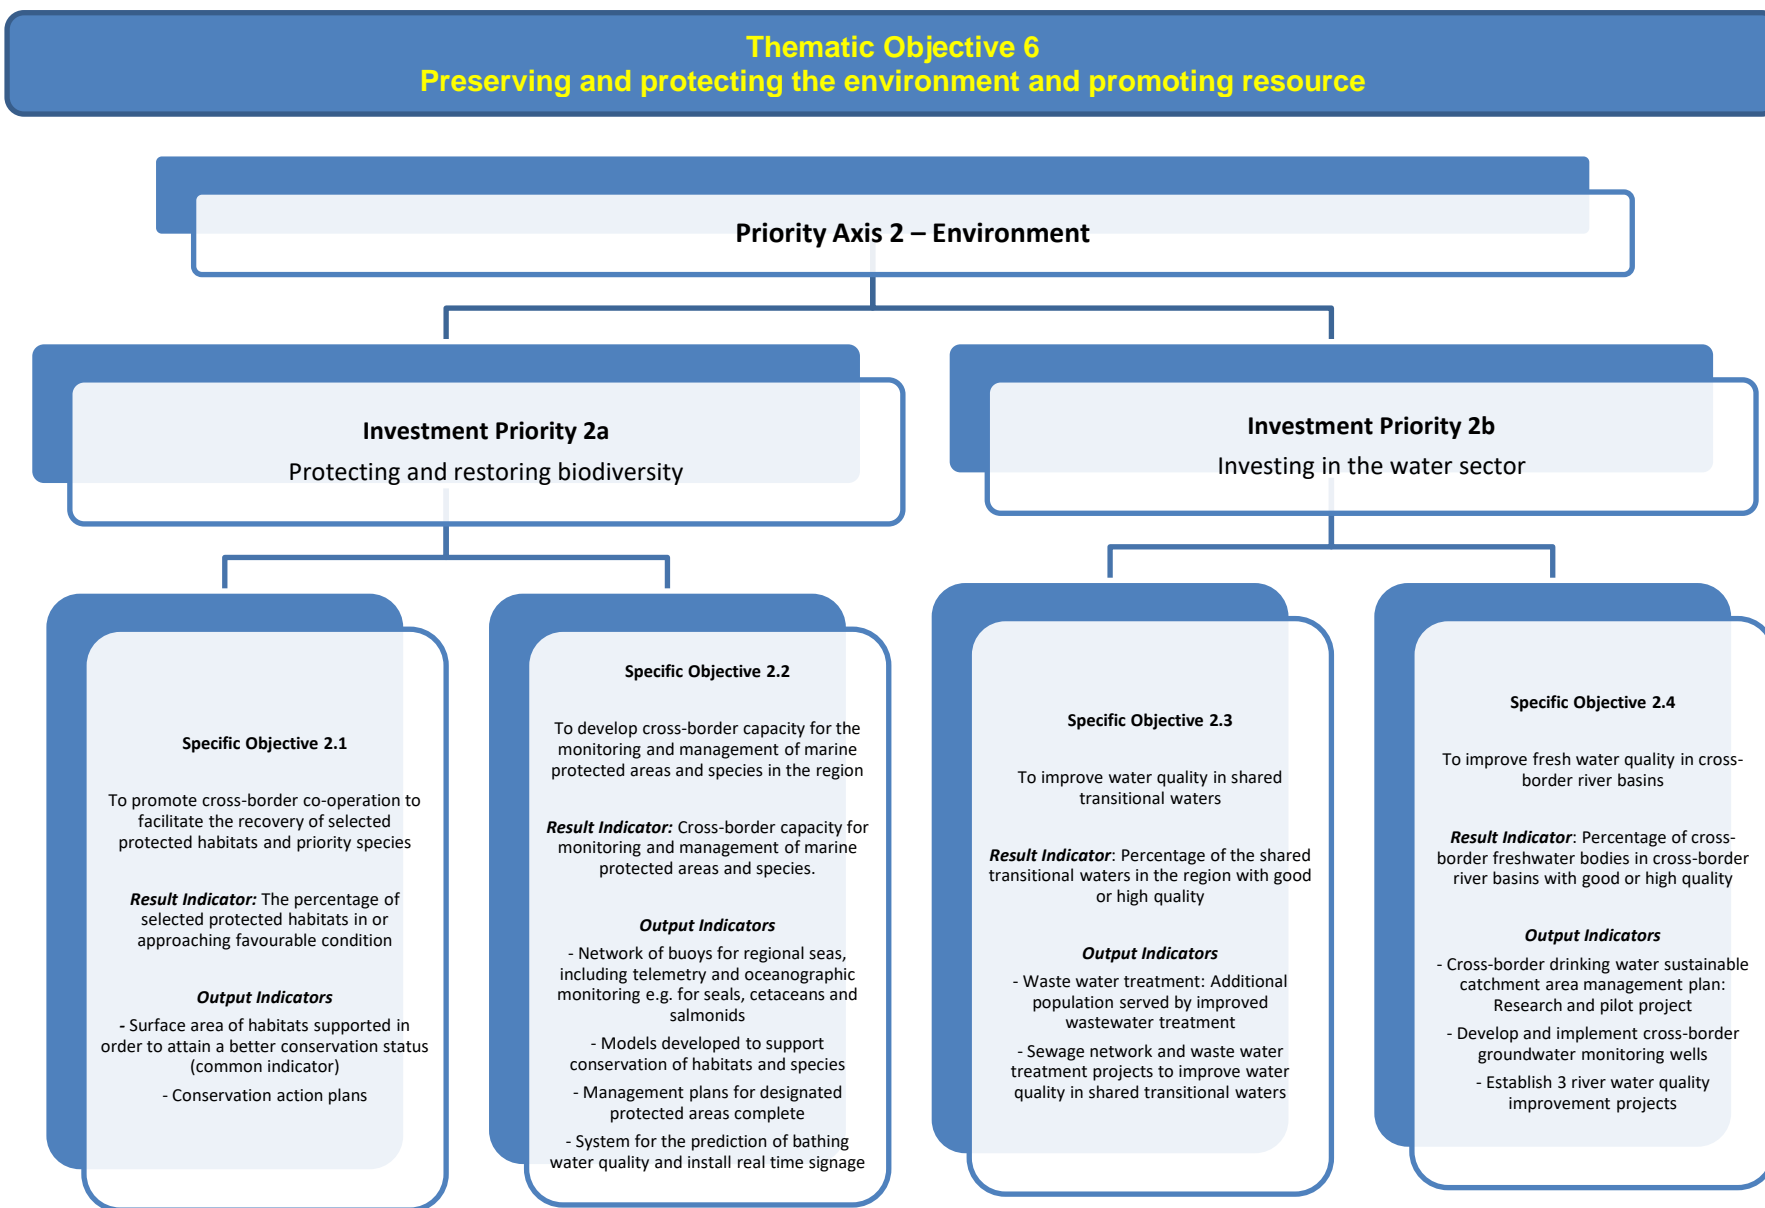 Thematic Objective 6
Preserving and protecting the environment and promoting resource
Priority Axis 2 – Environment
Investment Priority 2a
Protecting and restoring biodiversity
Investment Priority 2b
Investing in the water sector
Specific Objective 2.1
To promote cross-border co-operation to
facilitate the recovery of selected
protected habitats and priority species
Result Indicator: The percentage of
selected protected habitats in or
approaching favourable condition
Output Indicators
- Surface area of habitats supported in
order to attain a better conservation status
(common indicator)
- Conservation action plans
Specific Objective 2.2
To develop cross-border capacity for the
monitoring and management of marine
protected areas and species in the region
Result Indicator: Cross-border capacity for
monitoring and management of marine
protected areas and species.
Output Indicators
- Network of buoys for regional seas,
including telemetry and oceanographic
monitoring e.g. for seals, cetaceans and
salmonids
- Models developed to support
conservation of habitats and species
- Management plans for designated
protected areas complete
- System for the prediction of bathing
water quality and install real time signage
Specific Objective 2.3
To improve water quality in shared
transitional waters
Result Indicator: Percentage of the shared
transitional waters in the region with good
or high quality
Output Indicators
- Waste water treatment: Additional
population served by improved
wastewater treatment
- Sewage network and waste water
treatment projects to improve water
quality in shared transitional waters
Specific Objective 2.4
To improve fresh water quality in cross-
border river basins
Result Indicator: Percentage of cross-
border freshwater bodies in cross-border
river basins with good or high quality
Output Indicators
- Cross-border drinking water sustainable
catchment area management plan:
Research and pilot project
- Develop and implement cross-border
groundwater monitoring wells
- Establish 3 river water quality
improvement projects